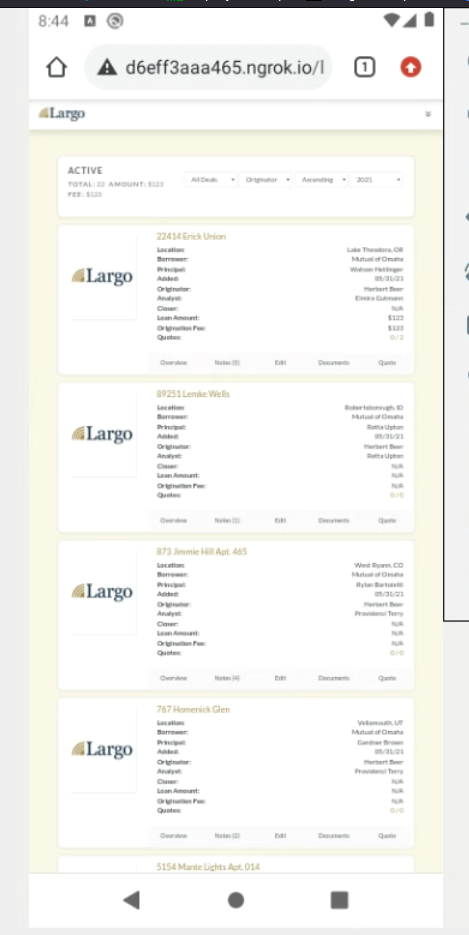 8:44
d6eff3aaa465.ngrok.io/l
1
Largo
ACTIVE
TOTAL: 22 AMOUNT: $123
FEE: $123
All Deals
Originator
Ascending
2021
22414 Erick Union
Largo
Location: Lake Theodora, OR
Borrower: Mutual of Omaha
Principal: Watson Hettinger
Added: 05/31/21
Originator: Herbert Beer
Analyst: Elmira Gutmann
Closer: N/A
Loan Amount: $123
Origination Fee: $123
Quotes: 0 / 2
Overview Notes (0) Edit Documents Quote
89251 Lemke Wells
Largo
Location: Robertsborough, ID
Borrower: Mutual of Omaha
Principal: Retta Upton
Added: 05/31/21
Originator: Herbert Beer
Analyst: Retta Upton
Closer: N/A
Loan Amount: N/A
Origination Fee: N/A
Quotes: 0 / 0
Overview Notes (1) Edit Documents Quote
873 Jimmie Hill Apt. 465
Largo
Location: West Ryann, CO
Borrower: Mutual of Omaha
Principal: Rylan Bartoletti
Added: 05/31/21
Originator: Herbert Beer
Analyst: Providenci Terry
Closer: N/A
Loan Amount: N/A
Origination Fee: N/A
Quotes: 0 / 0
Overview Notes (4) Edit Documents Quote
767 Homenick Glen
Largo
Location: Vellamouth, UT
Borrower: Mutual of Omaha
Principal: Gardner Brown
Added: 05/31/21
Originator: Herbert Beer
Analyst: Providenci Terry
Closer: N/A
Loan Amount: N/A
Origination Fee: N/A
Quotes: 0 / 0
Overview Notes (2) Edit Documents Quote
5154 Mante Lights Apt. 014